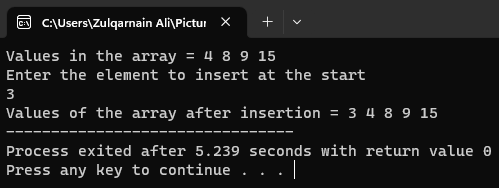 C:\Users\Zulqarnain Ali\Pictur
Values in the array = 4 8 9 15
Enter the element to insert at the start
3
Values of the array after insertion = 3 4 8 9 15
--------------------------------
Process exited after 5.239 seconds with return value 0
Press any key to continue . . .